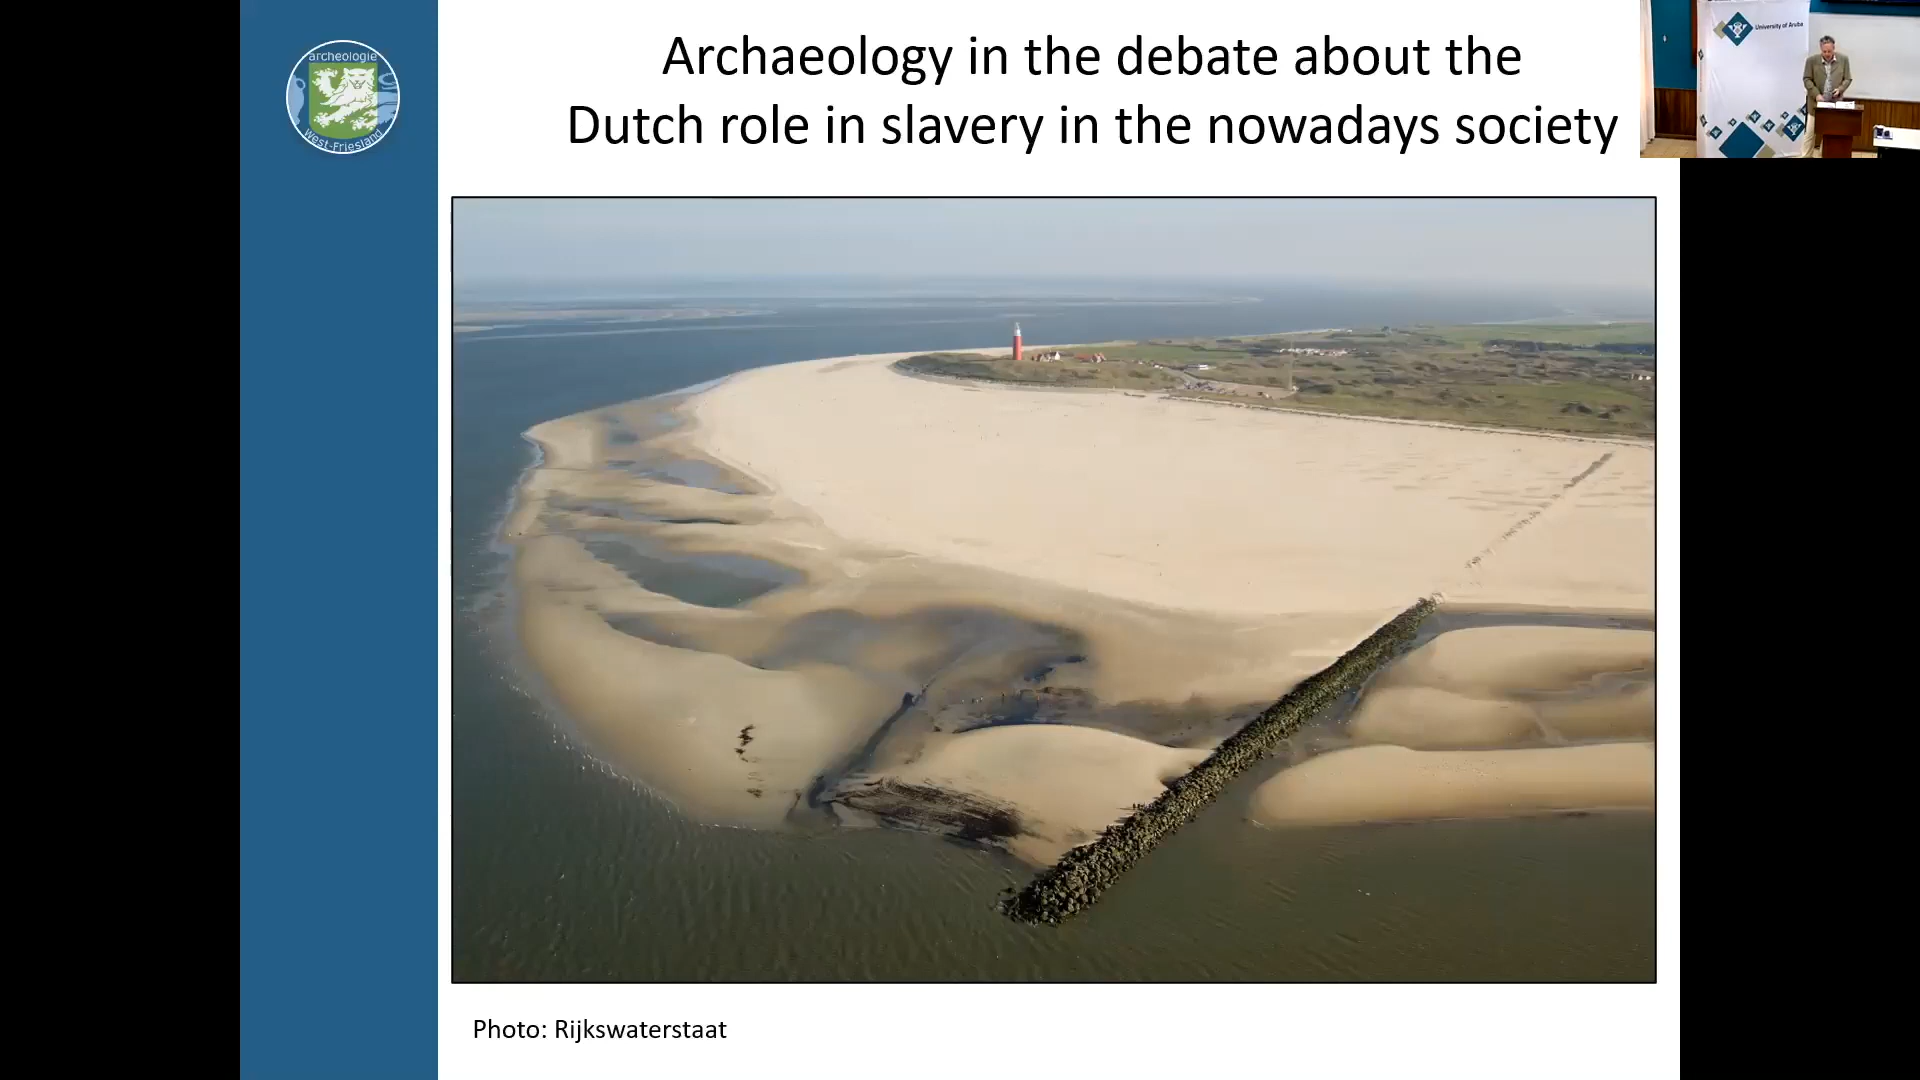 archeologie
West-Friesland
Archaeology in the debate about the
Dutch role in slavery in the nowadays society
University of Aruba
Photo: Rijkswaterstaat